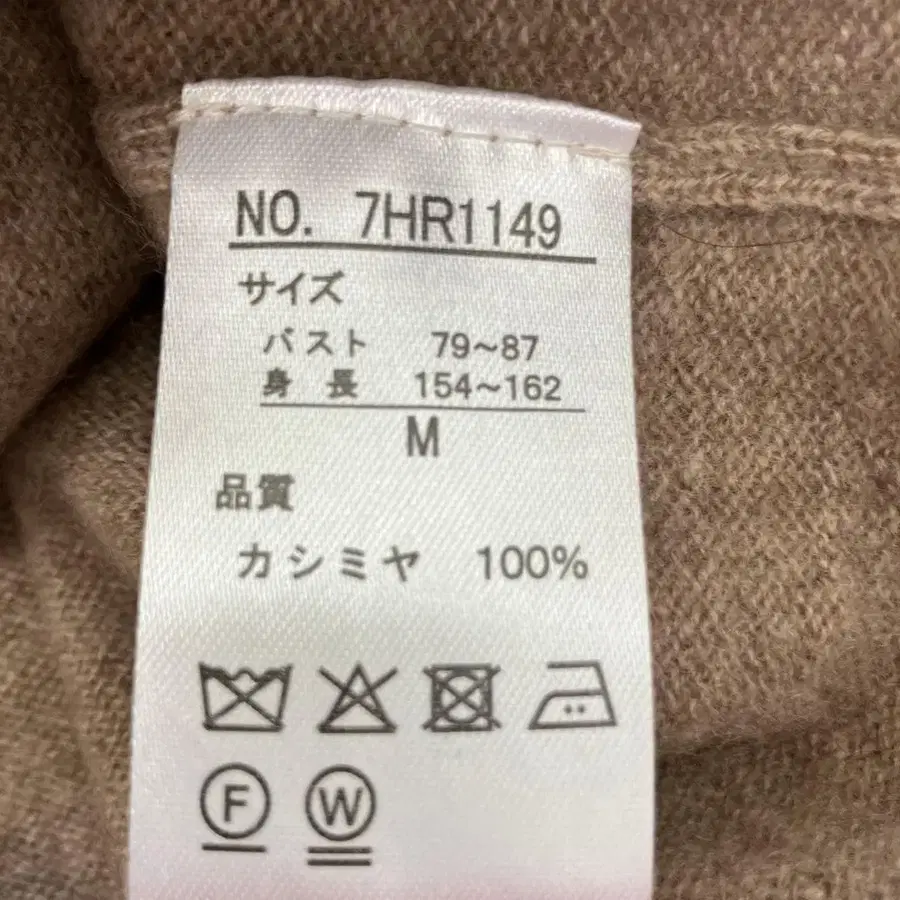 NO. 7HR1149
サイズ
バスト 79~87
身長 154~162
M
品質
カシミヤ 100%
F W